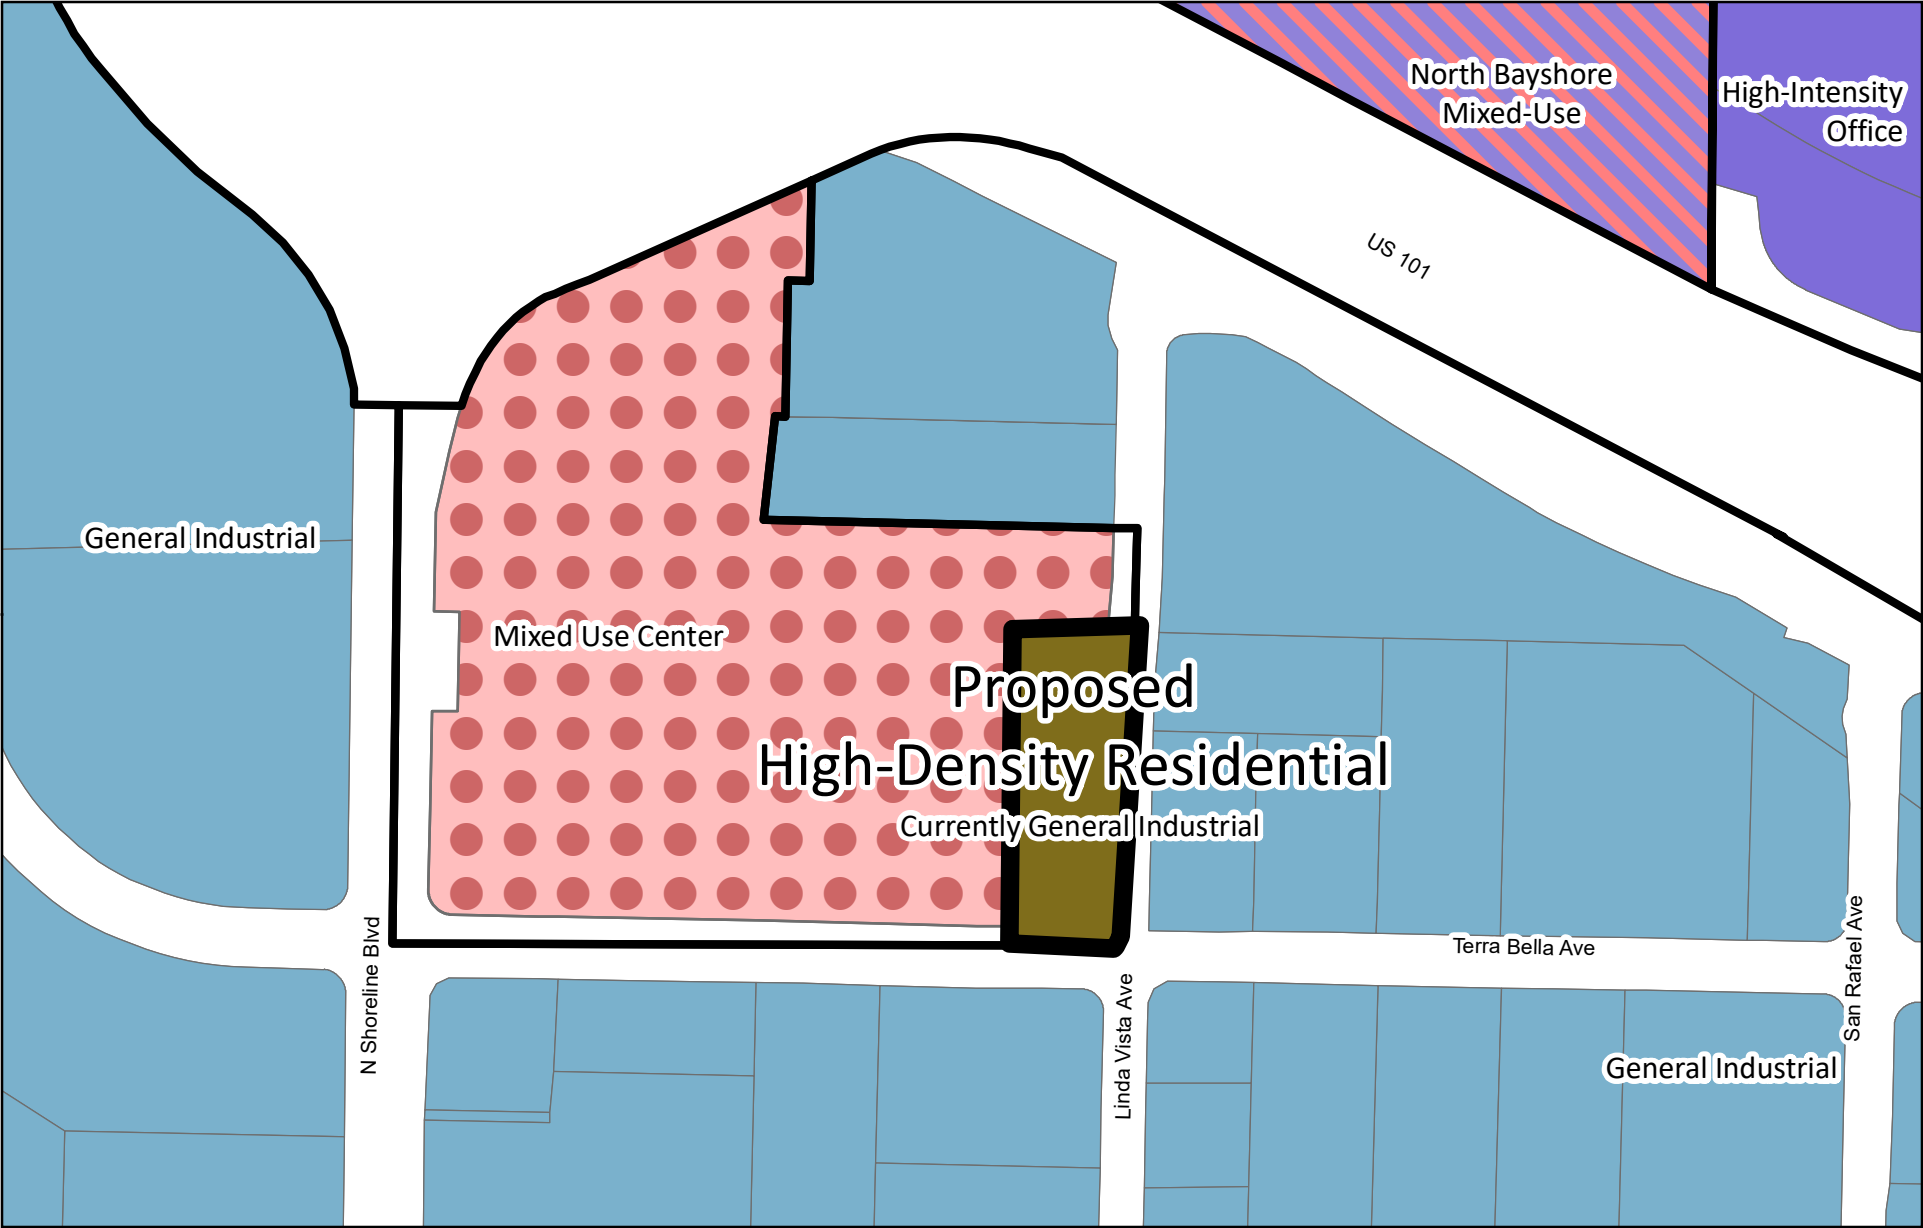 North Bayshore
Mixed-Use
High-Intensity
Office
US 101
General Industrial
Mixed Use Center
Proposed
High-Density Residential
Currently General Industrial
N Shoreline Blvd
Terra Bella Ave
Linda Vista Ave
San Rafael Ave
General Industrial